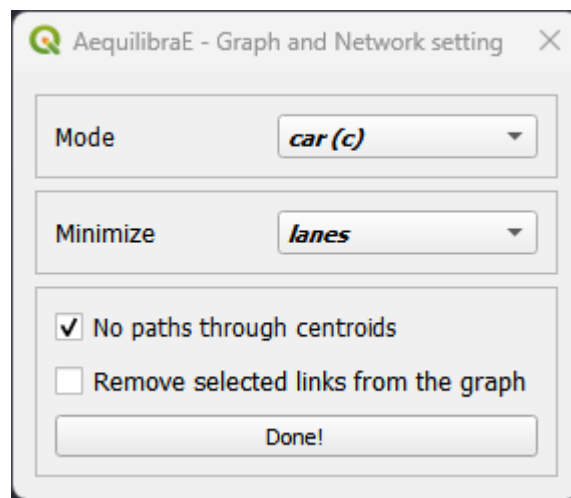 AequilibraE - Graph and Network setting
Mode car (c)
Minimize lanes
No paths through centroids
Remove selected links from the graph
Done!